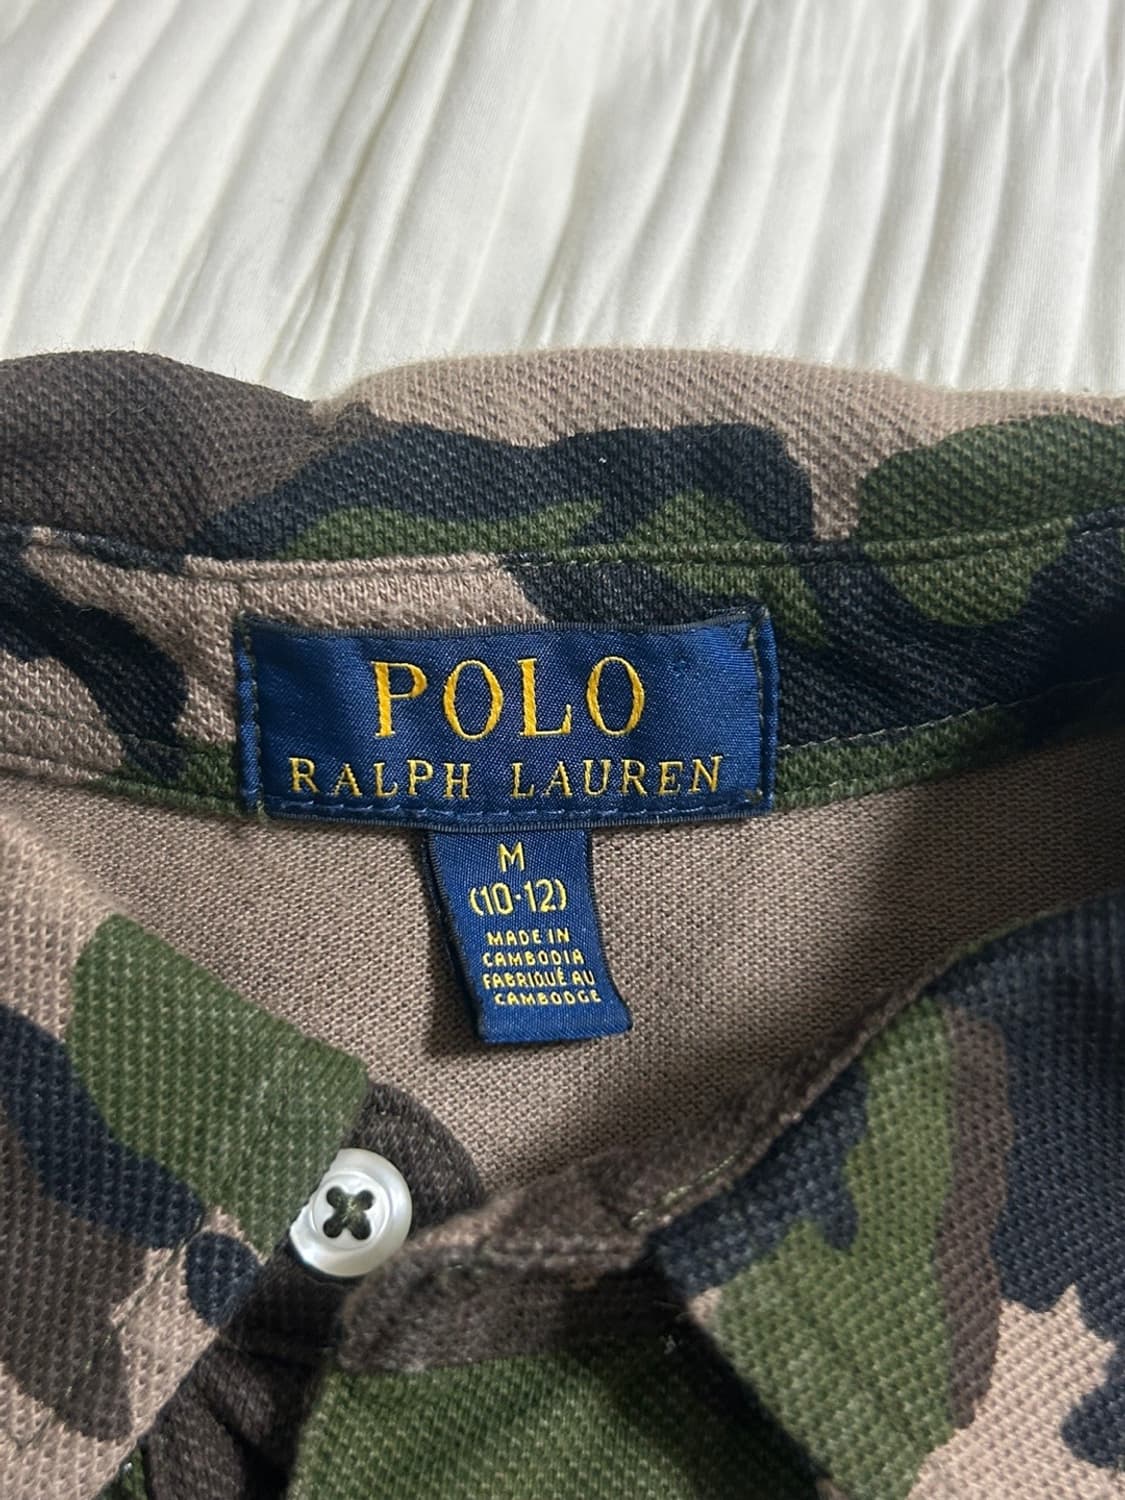 POLO
RALPH LAUREN
M
(10-12)
MADE IN
CAMBODIA
FABRIQUÉ AU
CAMBODGE